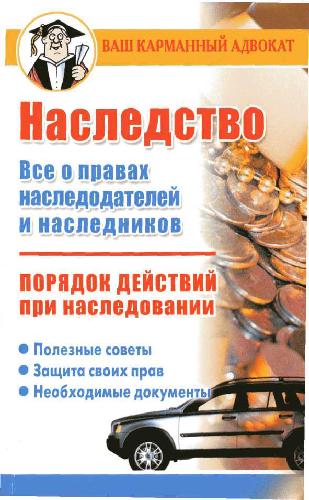 ВАШ КАРМАННЫЙ АДВОКАТ
Наследство
Все о правах
наследодателей
и наследников
ПОРЯДОК ДЕЙСТВИЙ
при наследовании
• Полезные советы
• Защита своих прав
• Необходимые документы